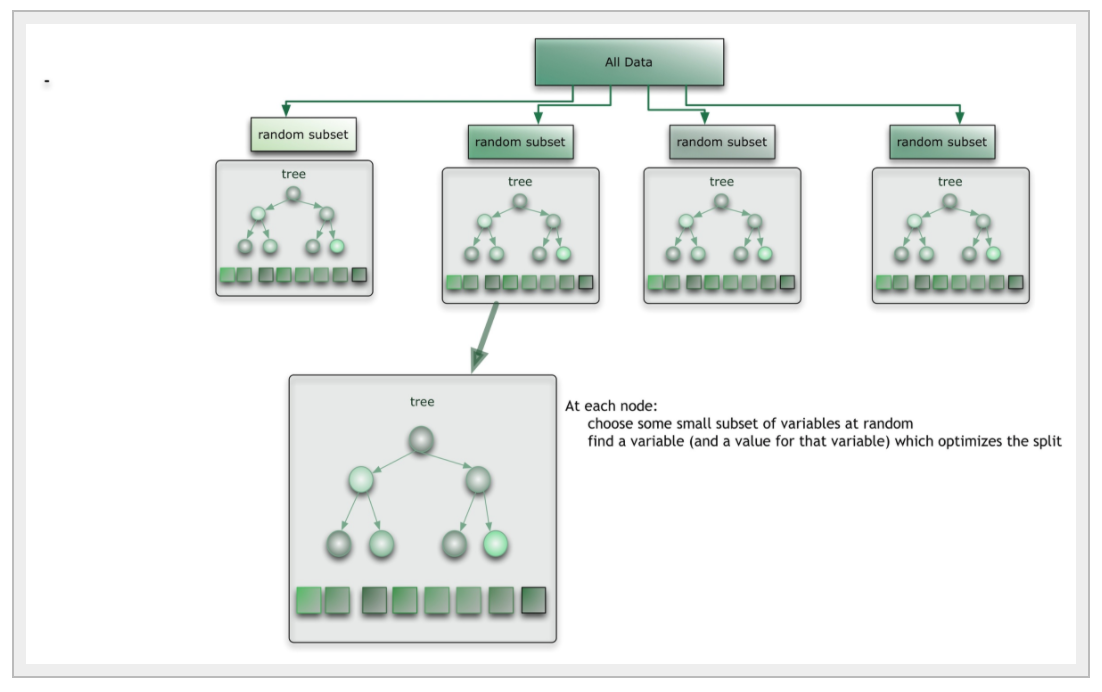 -
All Data
random subset
random subset
random subset
random subset
tree
tree
tree
tree
tree
At each node:
choose some small subset of variables at random
find a variable (and a value for that variable) which optimizes the split